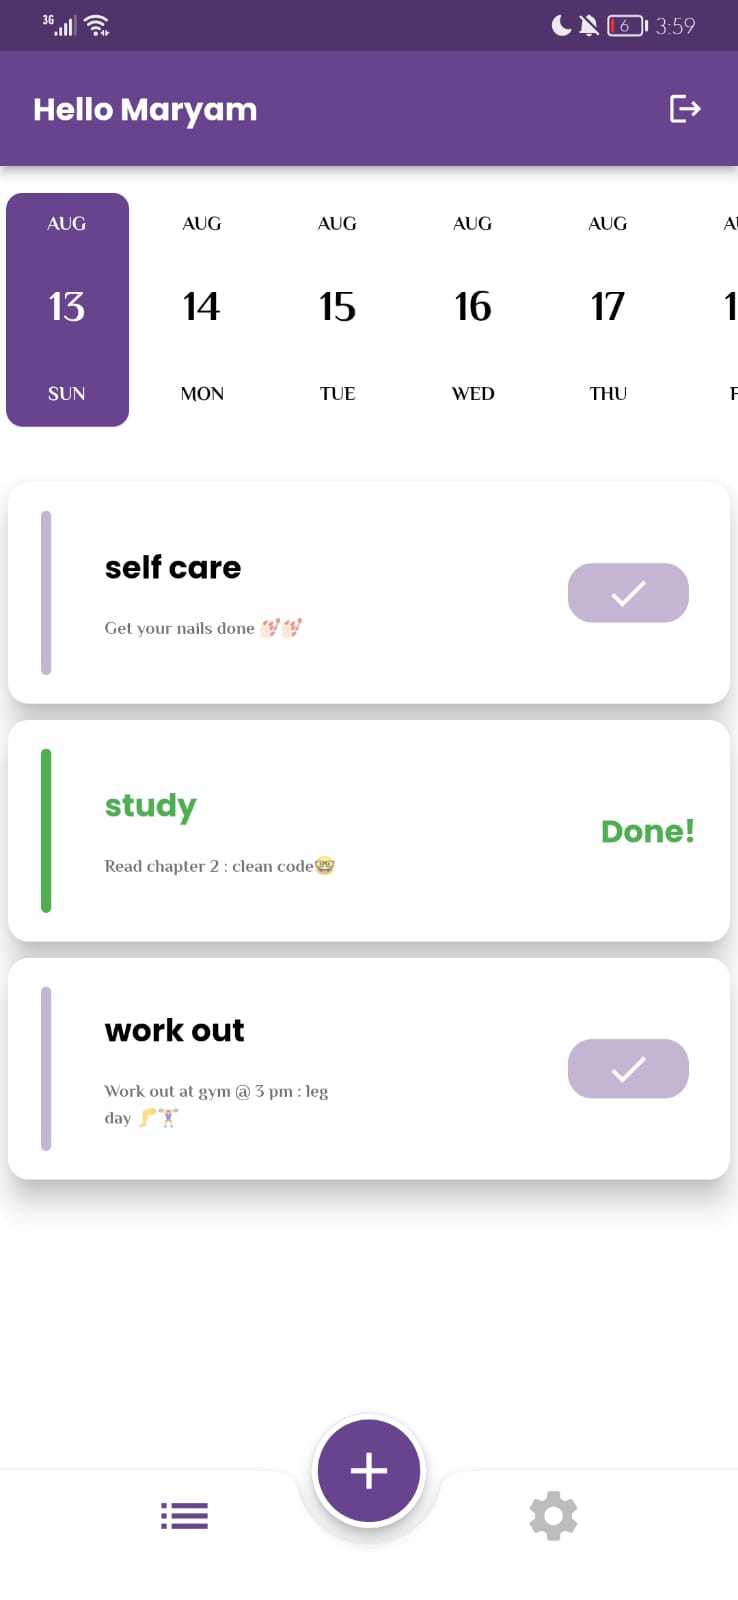 3G 6 3:59
Hello Maryam
AUG AUG AUG AUG AUG
13 14 15 16 17
SUN MON TUE WED THU
self care
Get your nails done 💅💅
study
Done!
Read chapter 2 : clean code🤓
work out
Work out at gym @ 3 pm : leg
day 🦵🏋️‍♀️